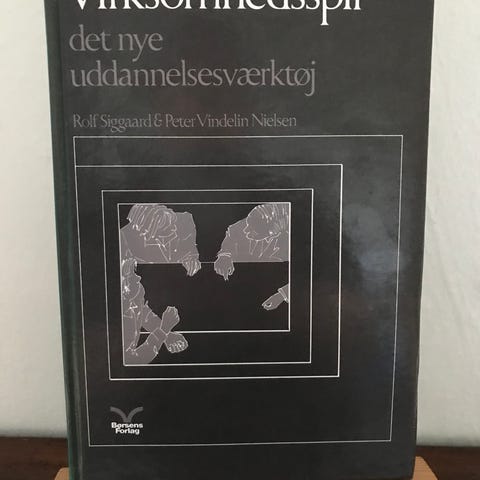 Virksomhedsspil
det nye
uddannelsesværktøj
Rolf Siggaard & Peter Vindelin Nielsen
Børsens
Forlag